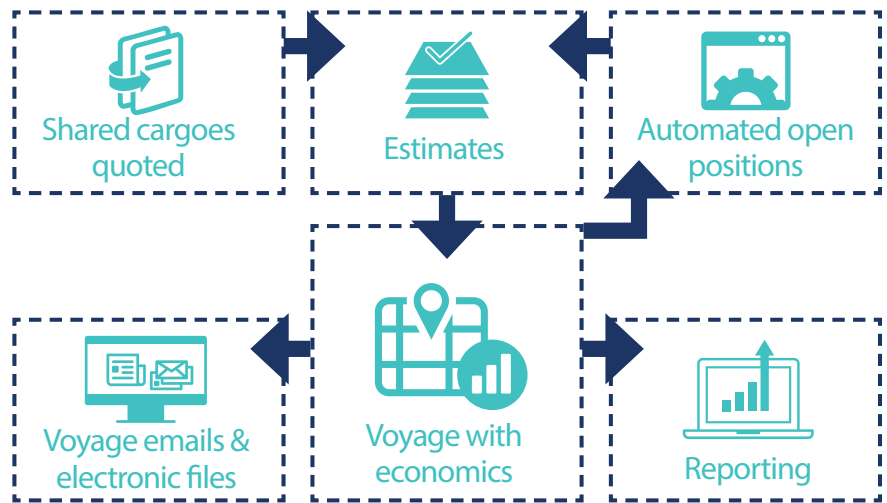 Shared cargoes
quoted
Estimates
Automated open
positions
Voyage emails &
electronic files
Voyage with
economics
Reporting